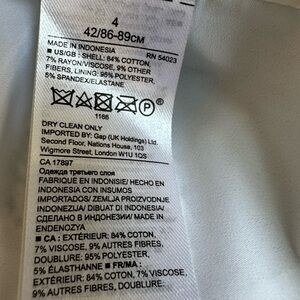 4
42/86-89CM
MADE IN INDONESIA RN 54023
■ US/GB : SHELL: 84% COTTON,
7% RAYON/VISCOSE, 9% OTHER
FIBERS, LINING: 95% POLYESTER,
5% SPANDEX/ELASTANE
P
1166
DRY CLEAN ONLY
IMPORTED BY: Gap (UK Holdings) Ltd.
Second Floor, Nations House, 103
Wigmore Street, London W1U 1QS
CA 17897
Одежда третьего слоя
FABRIQUE EN INDONISIE/ HECHO EN
INDONESIA CON INSUMOS
IMPORTADOS/ ZEMLJA PROIZVODNJE
INDONEZIJA/ DIBUAT DI INDONESIA/
СДЕЛАНО В ИНДОНЕЗИИ/ MADE IN
ENDENOZYA
■ CA : EXTÉRIEUR: 84% COTON,
7% VISCOSE, 9% AUTRES FIBRES,
DOUBLURE: 95% POLYESTER,
5% ÉLASTHANNE ■ FR/MA :
EXTÉRIEUR: 84% COTON, 7% VISCOSE,
9% AUTRES FIBRES, DOUBLURE: